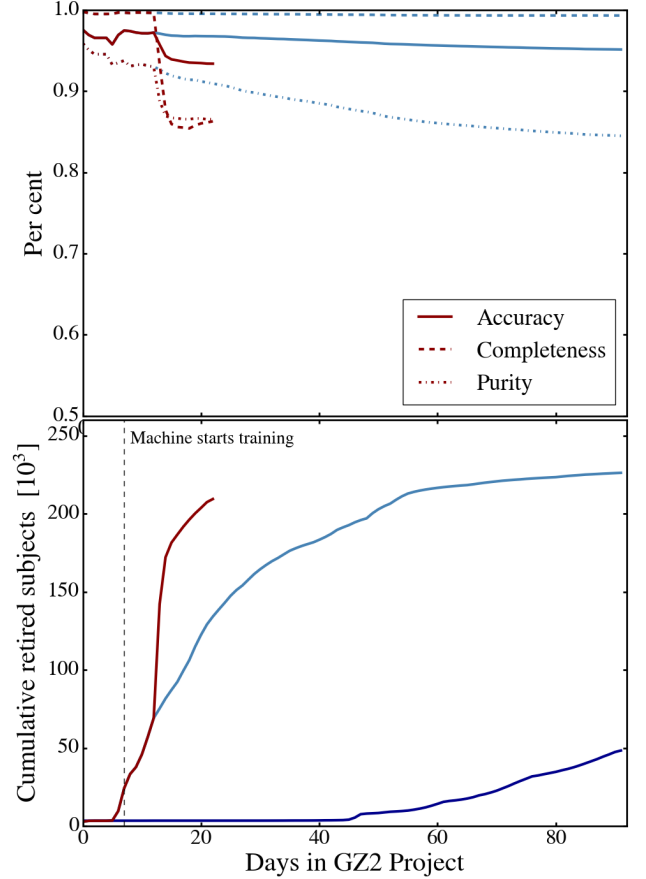 1.0
0.9
0.8
0.7
0.6
0.5
Per cent
Accuracy
Completeness
Purity
0
250
200
150
100
50
0
Cumulative retired subjects [10³]
Machine starts training
0
20
40
60
80
Days in GZ2 Project